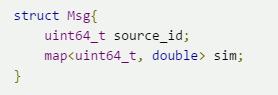 struct Msg{
    uint64_t source_id;
    map<uint64_t, double> sim;
}